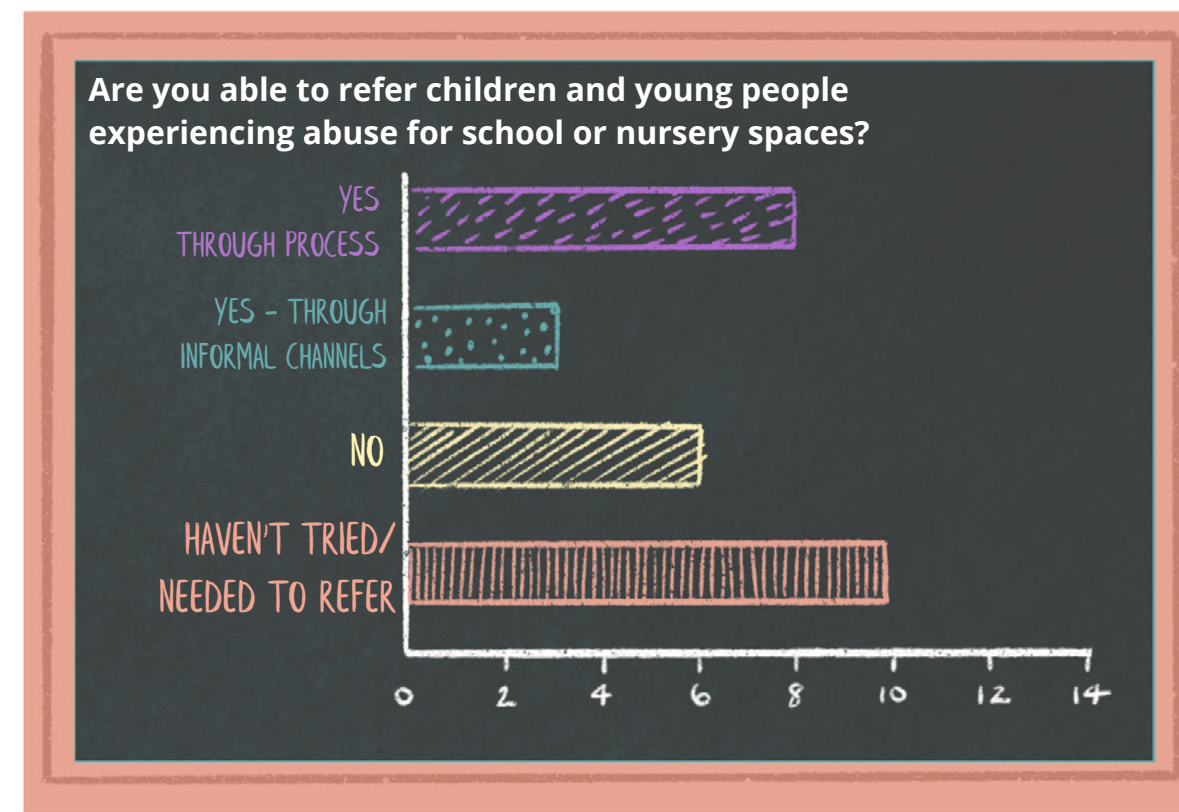 Are you able to refer children and young people
experiencing abuse for school or nursery spaces?
YES
THROUGH PROCESS
YES - THROUGH
INFORMAL CHANNELS
NO
HAVEN'T TRIED/
NEEDED TO REFER
0 2 4 6 8 10 12 14